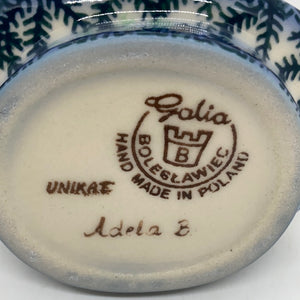 Galia
B
BOLESŁAWIEC
HAND MADE IN POLAND
UNIKAT
Adela B.